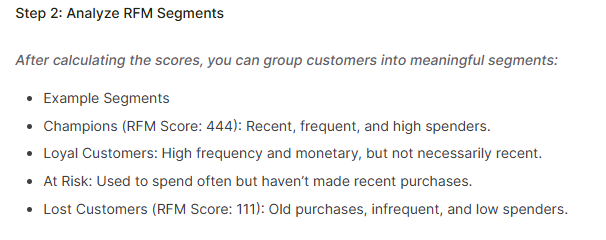 Step 2: Analyze RFM Segments
After calculating the scores, you can group customers into meaningful segments:
• Example Segments
• Champions (RFM Score: 444): Recent, frequent, and high spenders.
• Loyal Customers: High frequency and monetary, but not necessarily recent.
• At Risk: Used to spend often but haven’t made recent purchases.
• Lost Customers (RFM Score: 111): Old purchases, infrequent, and low spenders.